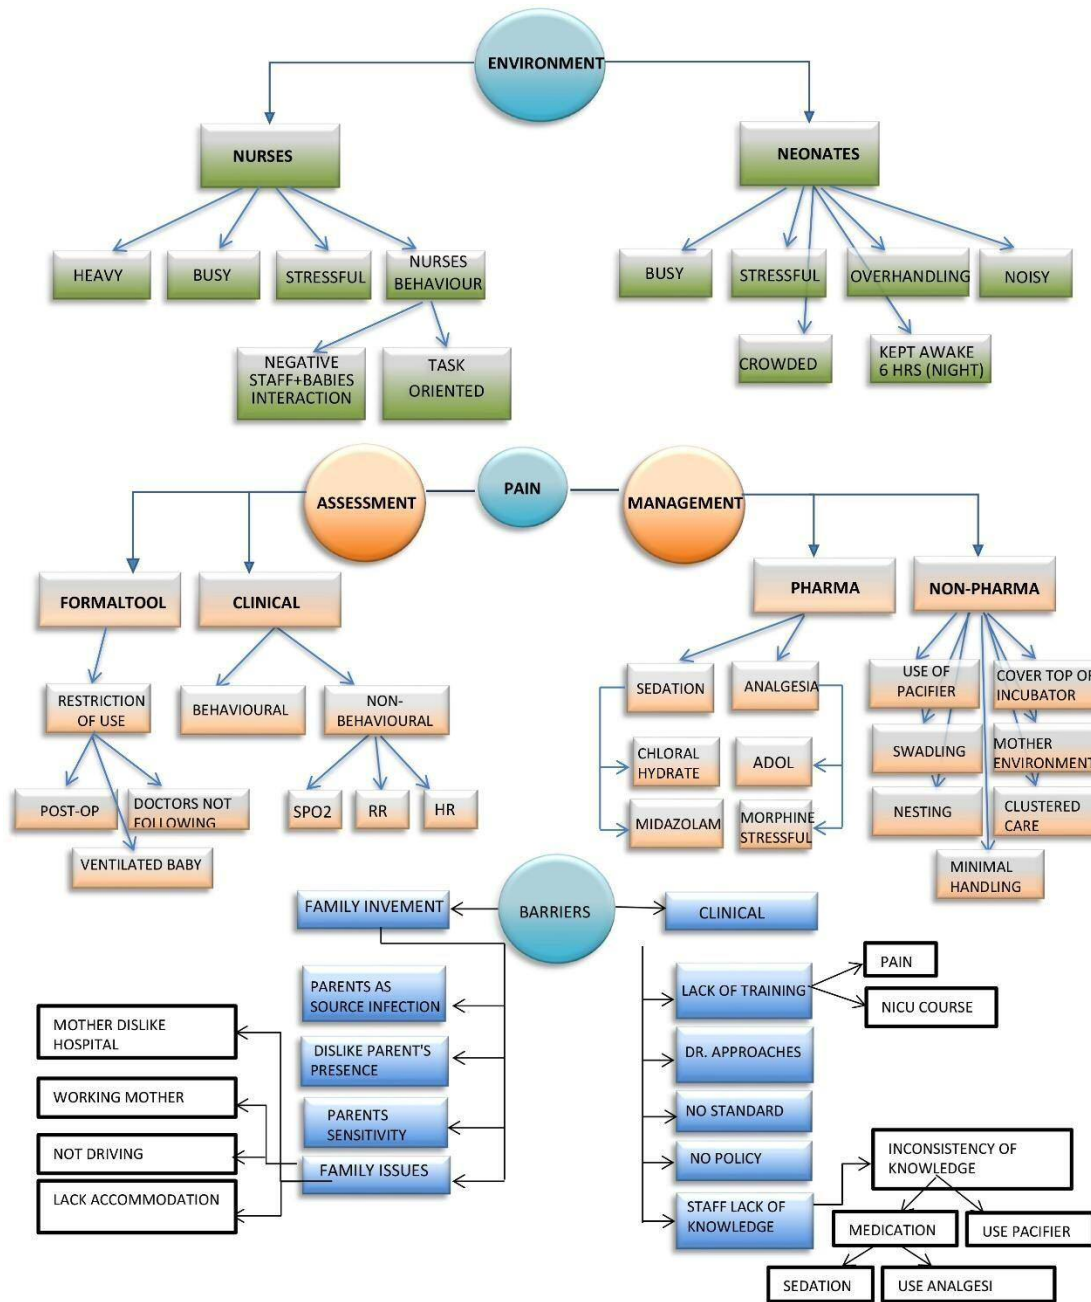 ENVIRONMENT
NURSES
NEONATES
HEAVY
BUSY
STRESSFUL
NURSES
BEHAVIOUR
BUSY
STRESSFUL
OVERHANDLING
NOISY
NEGATIVE
STAFF+BABIES
INTERACTION
TASK
ORIENTED
CROWDED
KEPT AWAKE
6 HRS (NIGHT)
ASSESSMENT
PAIN
MANAGEMENT
FORMALTOOL
CLINICAL
PHARMA
NON-PHARMA
RESTRICTION
OF USE
BEHAVIOURAL
NON-
BEHAVIOURAL
SEDATION
ANALGESIA
USE OF
PACIFIER
COVER TOP OF
INCUBATOR
POST-OP
DOCTORS NOT
FOLLOWING
SPO2
RR
HR
CHLORAL
HYDRATE
ADOL
SWADLING
MOTHER
ENVIRONMENT
VENTILATED BABY
MIDAZOLAM
MORPHINE
STRESSFUL
NESTING
CLUSTERED
CARE
MINIMAL
HANDLING
BARRIERS
FAMILY INVEMENT
CLINICAL
PARENTS AS
SOURCE INFECTION
DISLIKE PARENT'S
PRESENCE
PARENTS
SENSITIVITY
FAMILY ISSUES
MOTHER DISLIKE
HOSPITAL
WORKING MOTHER
NOT DRIVING
LACK ACCOMMODATION
LACK OF TRAINING
PAIN
NICU COURSE
DR. APPROACHES
NO STANDARD
NO POLICY
STAFF LACK OF
KNOWLEDGE
INCONSISTENCY OF
KNOWLEDGE
MEDICATION
USE PACIFIER
SEDATION
USE ANALGESI